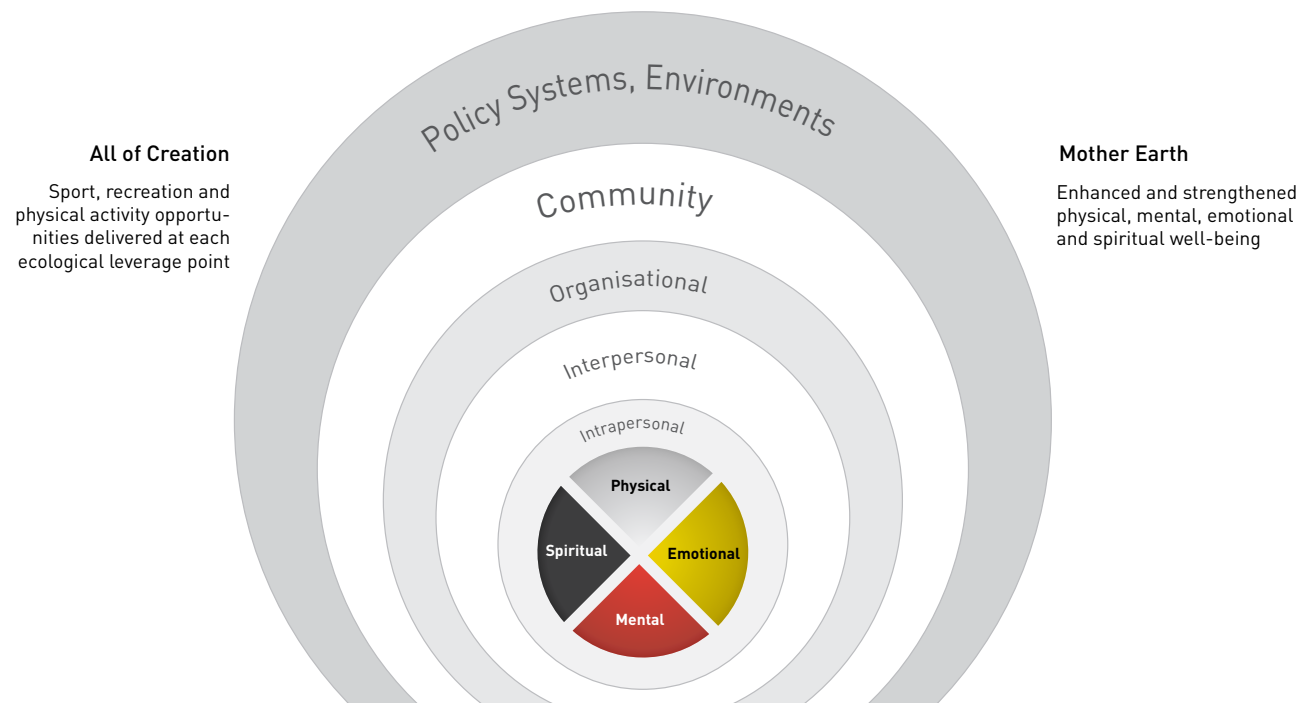 Policy Systems, Environments
Community
Organisational
Interpersonal
Intrapersonal
Physical
Spiritual
Emotional
Mental
All of Creation
Sport, recreation and
physical activity opportu-
nities delivered at each
ecological leverage point
Mother Earth
Enhanced and strengthened
physical, mental, emotional
and spiritual well-being